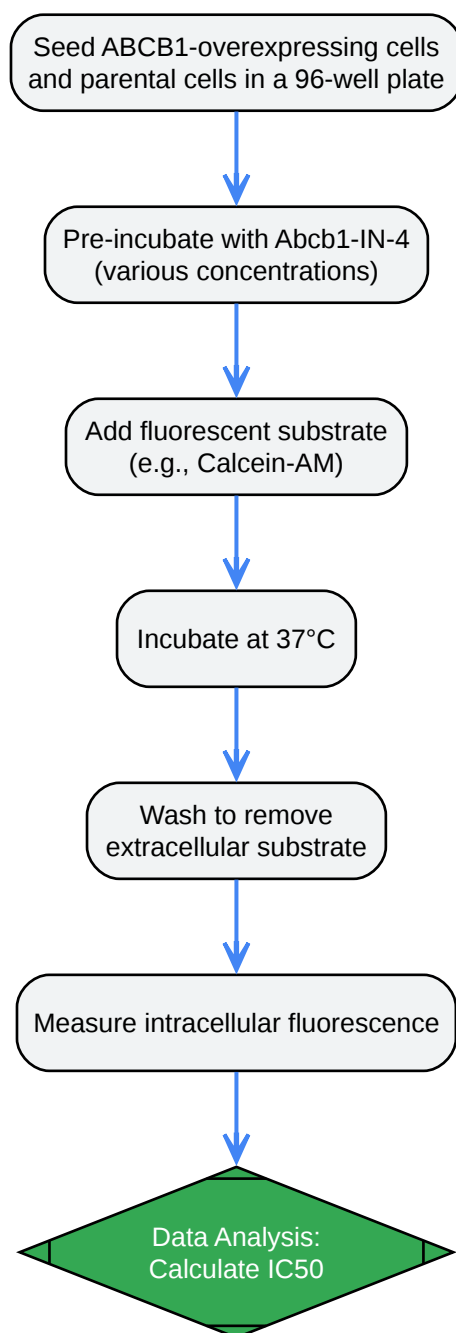 Seed ABCB1-overexpressing cells
and parental cells in a 96-well plate
Pre-incubate with Abcb1-IN-4
(various concentrations)
Add fluorescent substrate
(e.g., Calcein-AM)
Incubate at 37°C
Wash to remove
extracellular substrate
Measure intracellular fluorescence
Data Analysis:
Calculate IC50